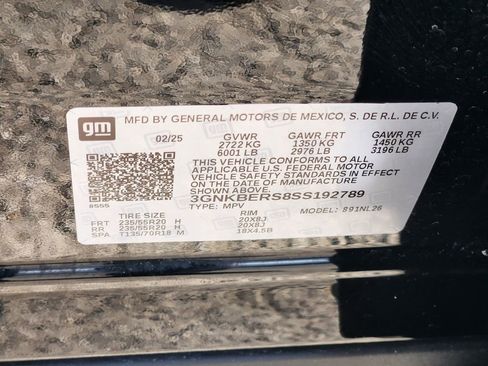 MFD BY GENERAL MOTORS DE MEXICO, S. DE R.L. DE C.V.
gm
02/25 GVWR GAWR FRT GAWR RR
2722 KG 1350 KG 1450 KG
6001 LB 2976 LB 3196 LB
THIS VEHICLE CONFORMS TO ALL APPLICABLE
U.S. FEDERAL MOTOR
VEHICLE SAFETY STANDARDS IN EFFECT
ON THE DATE OF MANUFACTURE SHOWN ABOVE.
3GNKBERS8SS192789
8555
TYPE: MPV MODEL: 891NL26
TIRE SIZE RIM
FRT 235/55R20 H 20X8J
RR 235/55R20 H 20X8J
SPA T135/70R18 M 18X4.5B